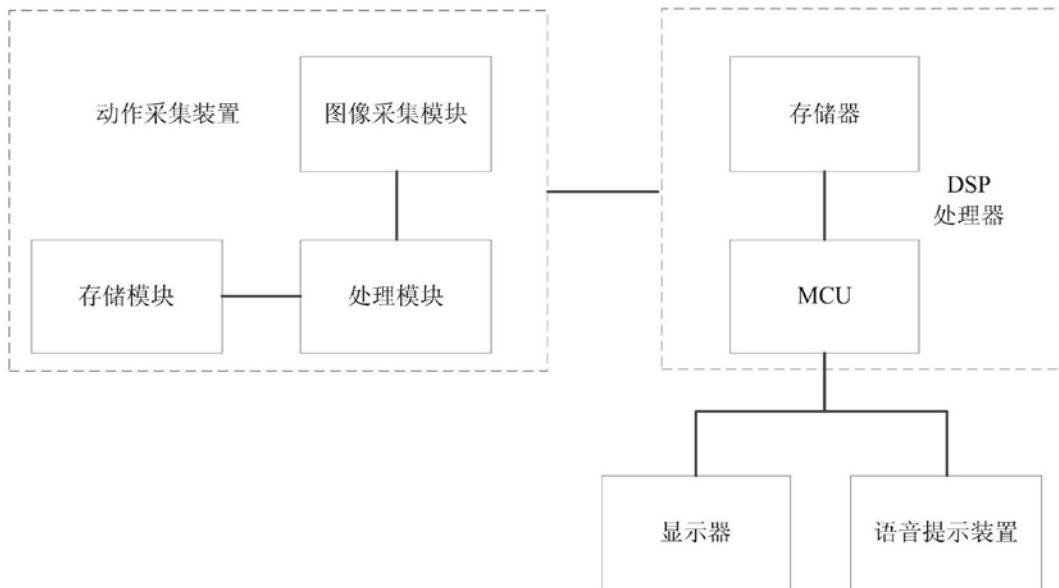 动作采集装置
图像采集模块
存储模块
处理模块
存储器
DSP
处理器
MCU
显示器
语音提示装置